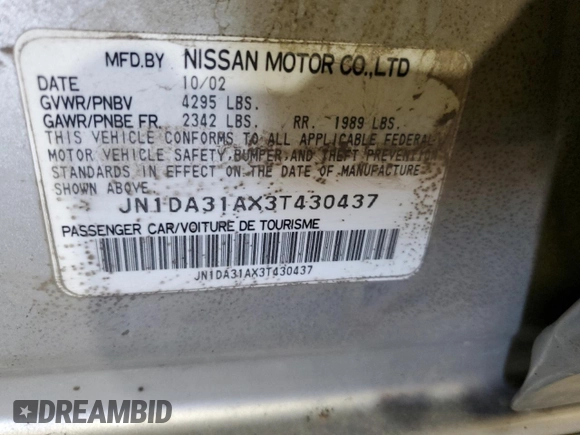 MFD.BY NISSAN MOTOR CO.,LTD
DATE 10/02
GVWR/PNBV 4295 LBS.
GAWR/PNBE FR 2342 LBS. RR. 1989 LBS.
THIS VEHICLE CONFORMS TO ALL APPLICABLE FEDERAL
MOTOR VEHICLE SAFETY,BUMPER,AND THEFT PREVENTI
STANDARDS IN EFFECT ON THE DATE OF MANUFACTURE
SHOWN ABOVE.
JN1DA31AX3T430437
PASSENGER CAR/VOITURE DE TOURISME
JN1DA31AX3T430437
DREAMBID